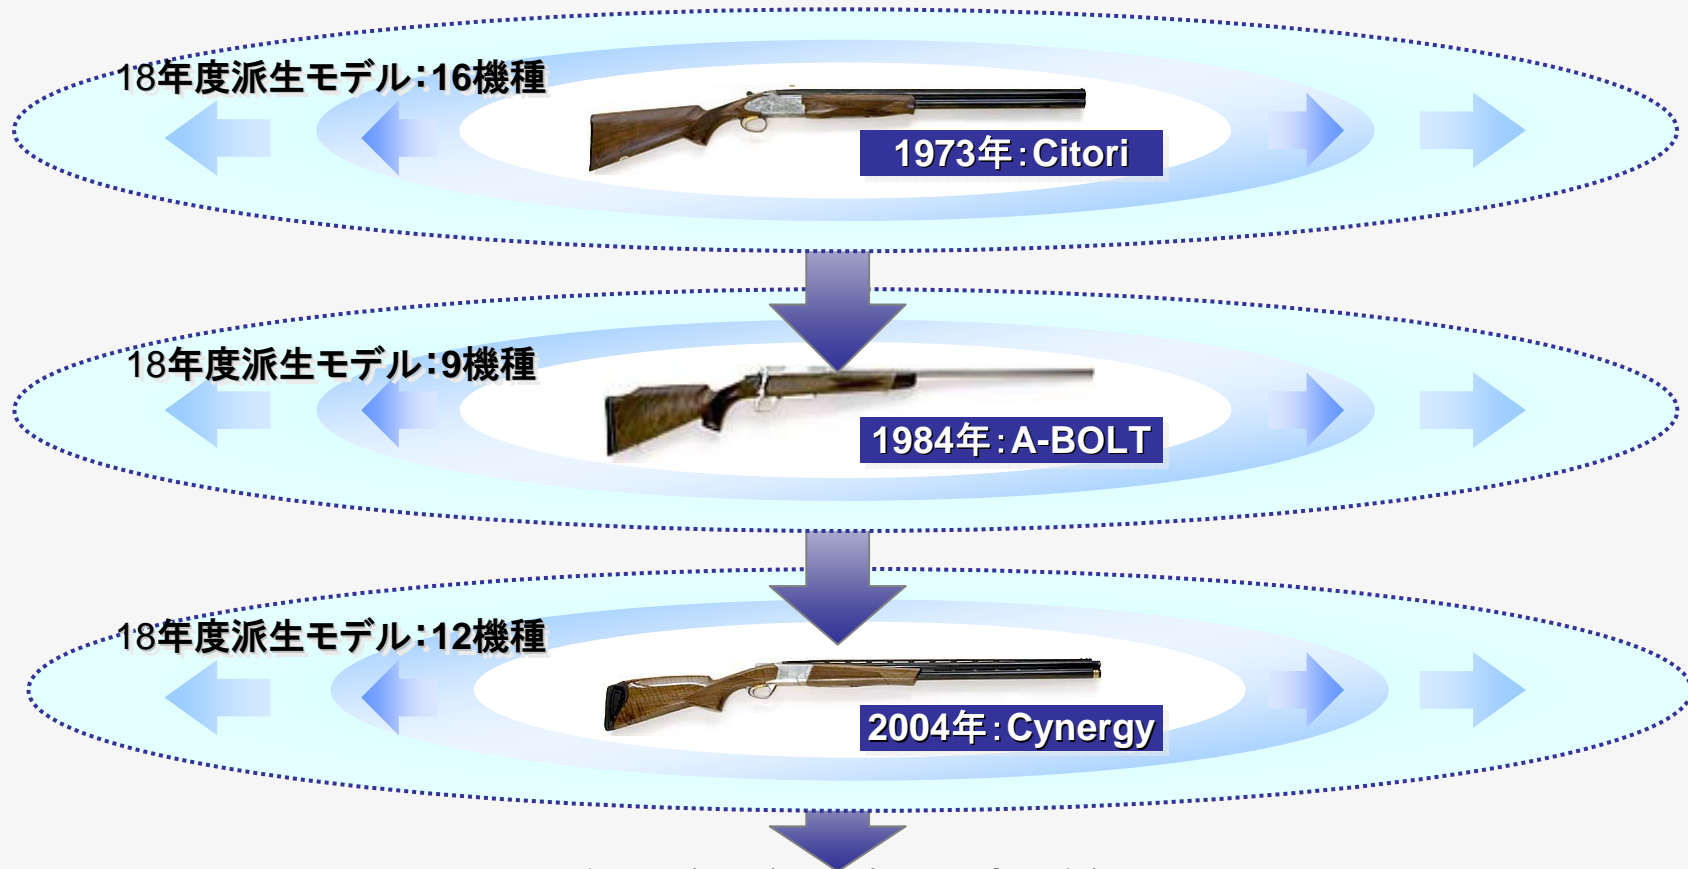 18年度派生モデル：16機種
1973年：Citori
18年度派生モデル：9機種
1984年：A-BOLT
18年度派生モデル：12機種
2004年：Cynergy